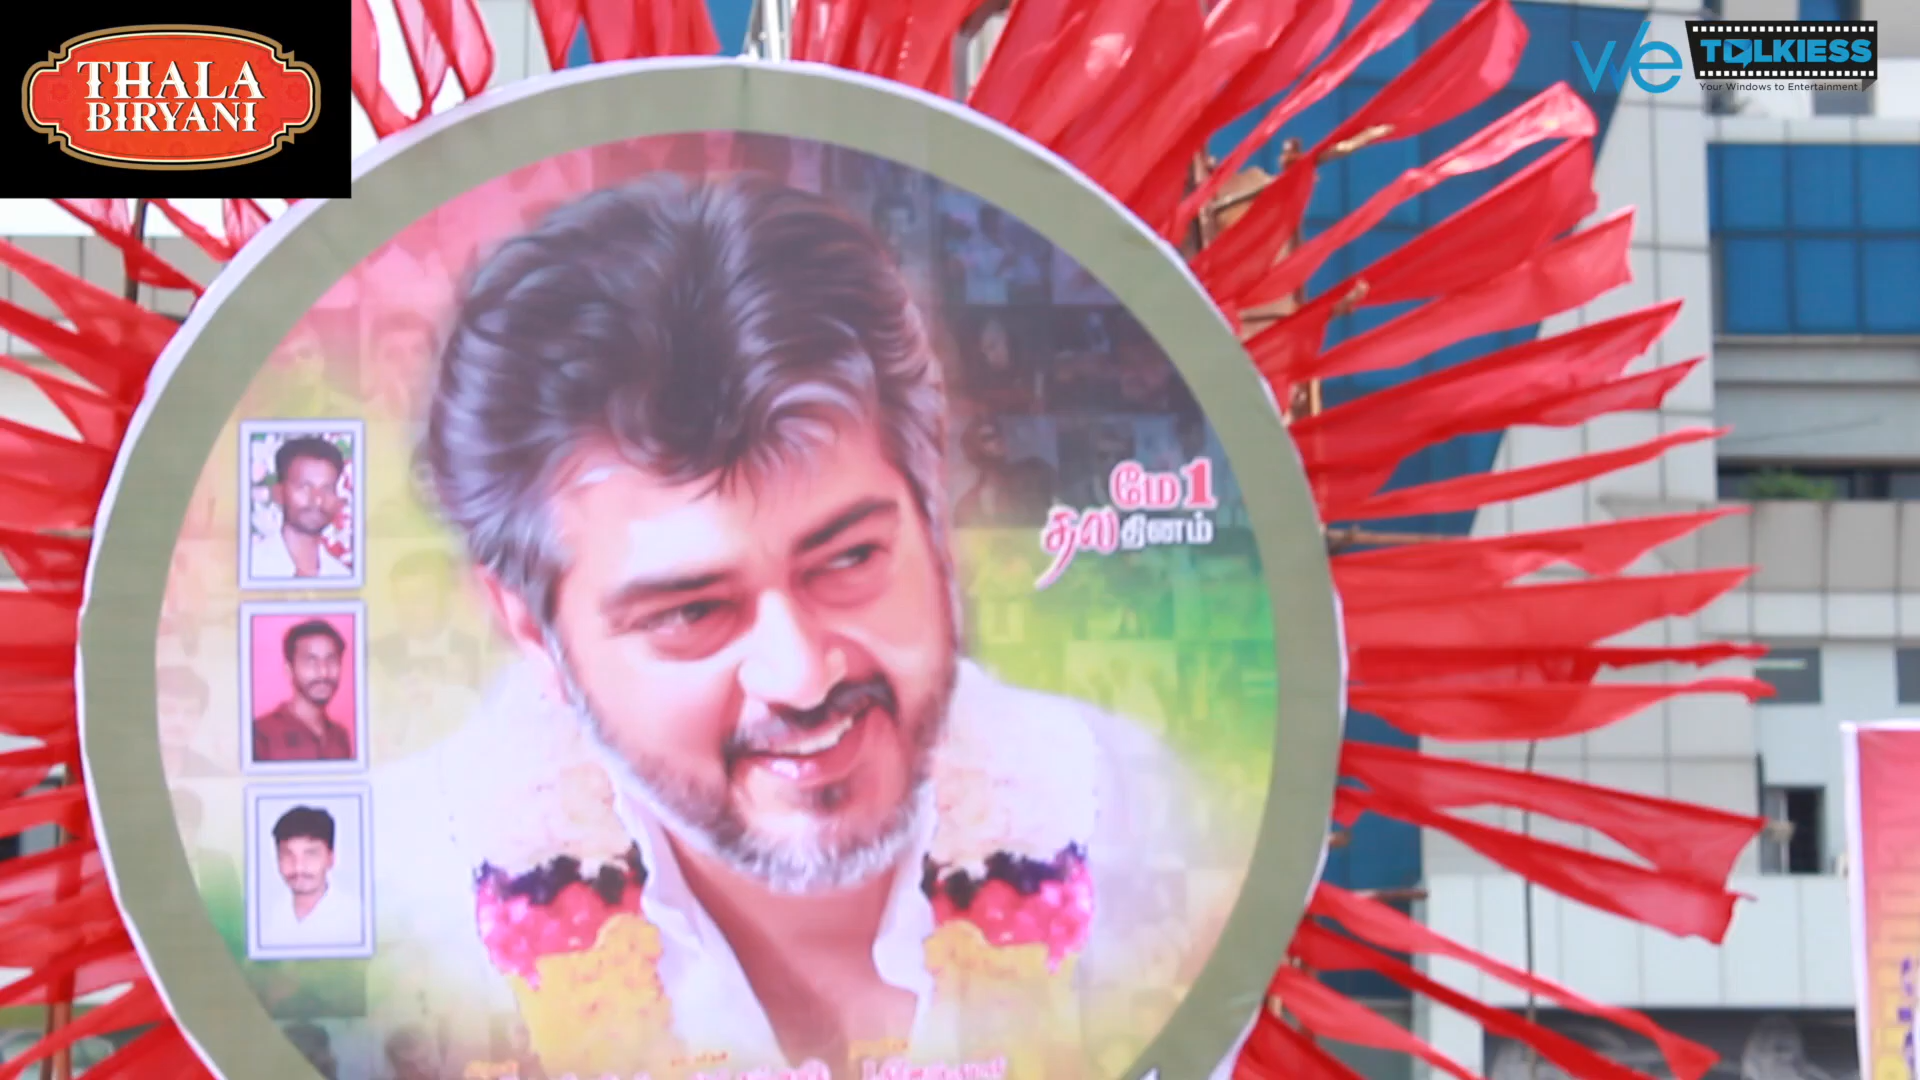 THALA
BIRYANI
We TALKIESS
Your Windows to Entertainment.
மே 1
தல தினம்